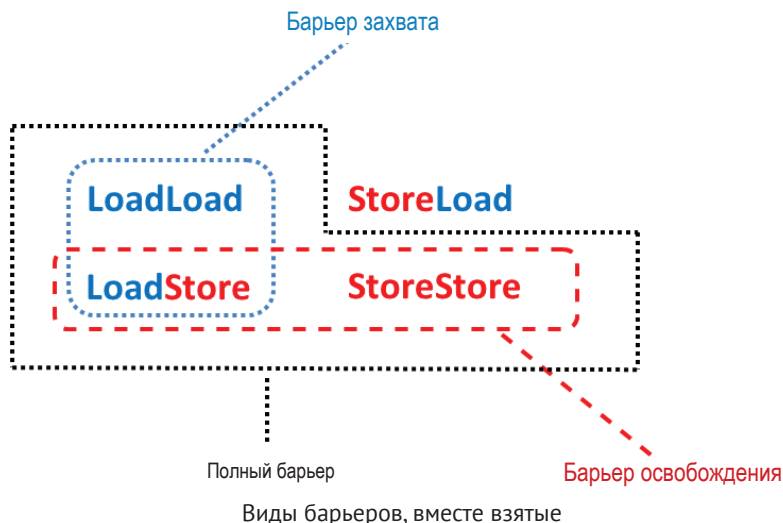 Барьер захвата
LoadLoad StoreLoad
LoadStore StoreStore
Полный барьер Барьер освобождения
Виды барьеров, вместе взятые